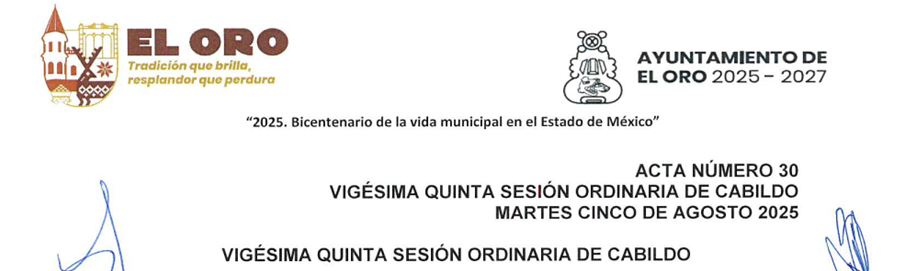 EL ORO
Tradición que brilla,
resplandor que perdura
AYUNTAMIENTO DE
EL ORO 2025 – 2027
“2025. Bicentenario de la vida municipal en el Estado de México”
ACTA NÚMERO 30
VIGÉSIMA QUINTA SESIÓN ORDINARIA DE CABILDO
MARTES CINCO DE AGOSTO 2025
VIGÉSIMA QUINTA SESIÓN ORDINARIA DE CABILDO